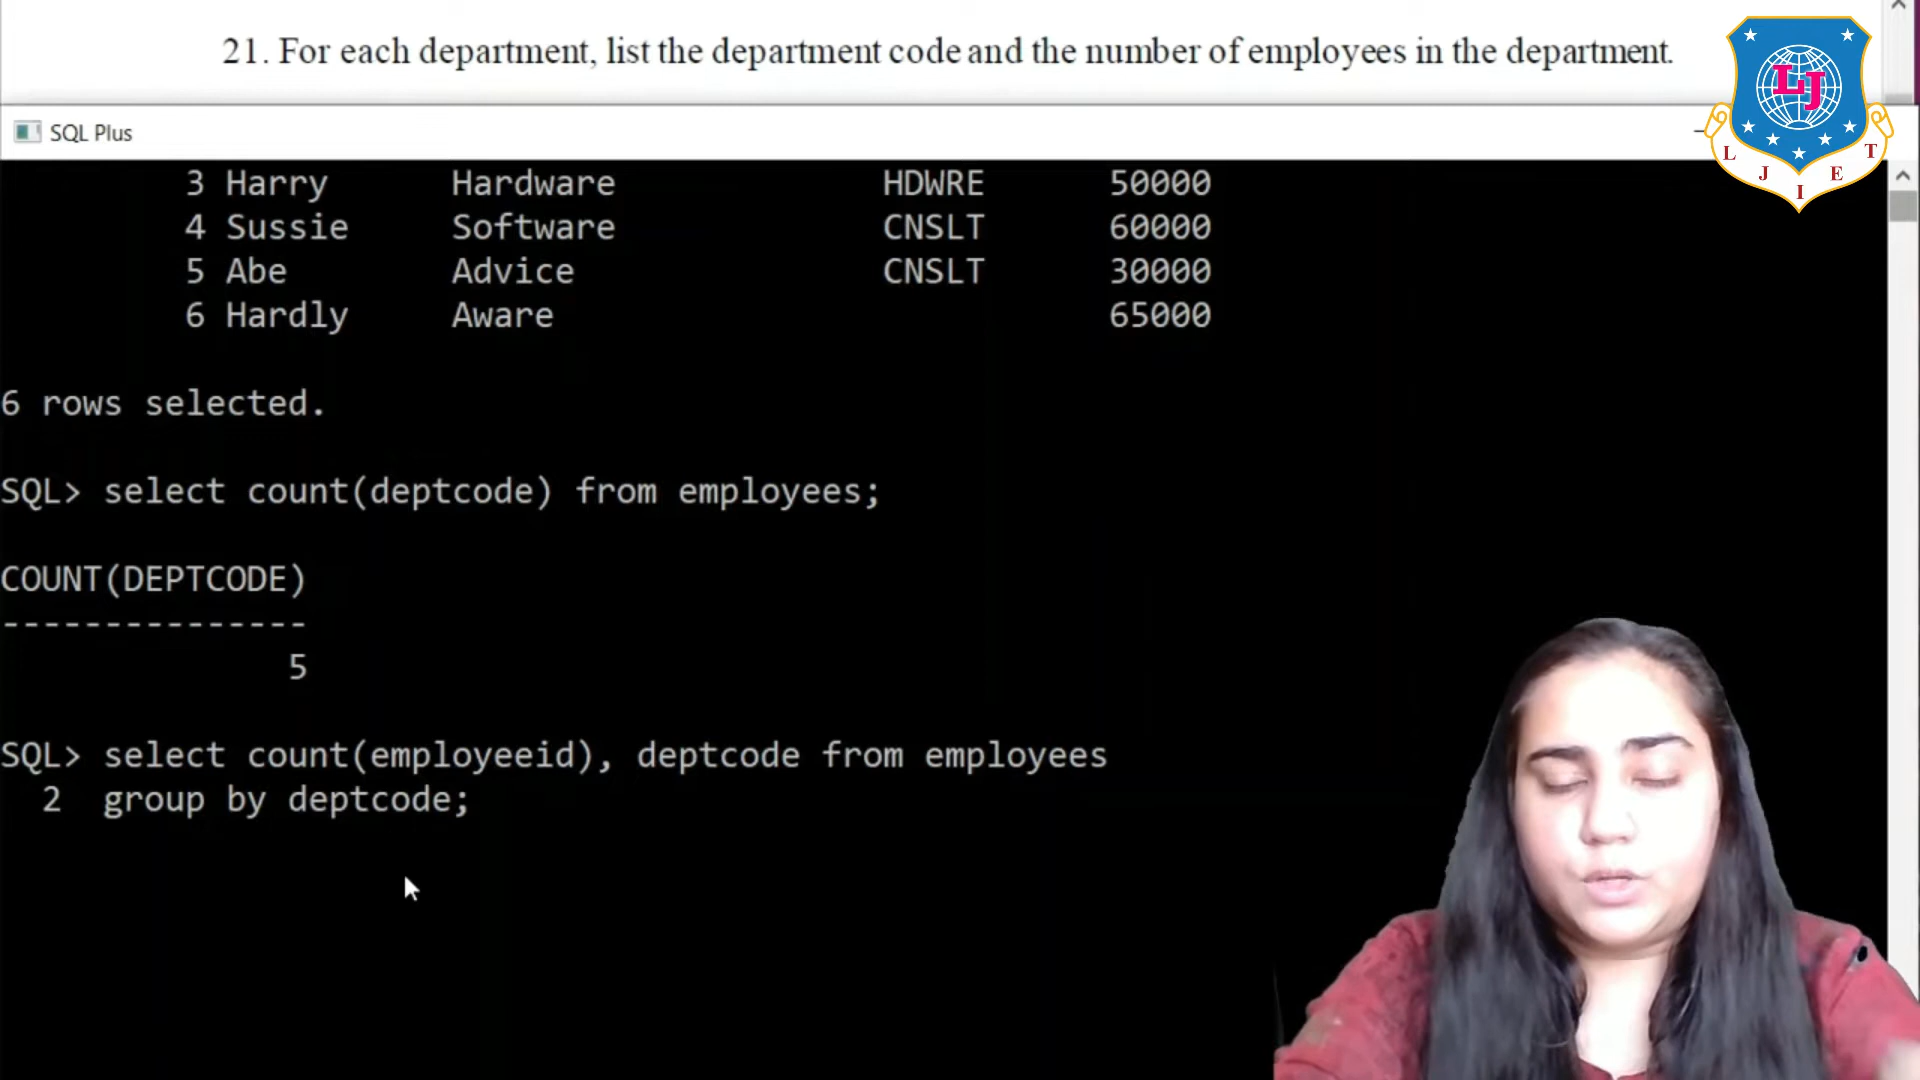 21. For each department, list the department code and the number of employees in the department.
SQL Plus
3 Harry Hardware HDWRE 50000
4 Sussie Software CNSLT 60000
5 Abe Advice CNSLT 30000
6 Hardly Aware 65000
6 rows selected.
SQL> select count(deptcode) from employees;
COUNT(DEPTCODE)
---------------
5
SQL> select count(employeeid), deptcode from employees
2 group by deptcode;
LJ
L J I E T